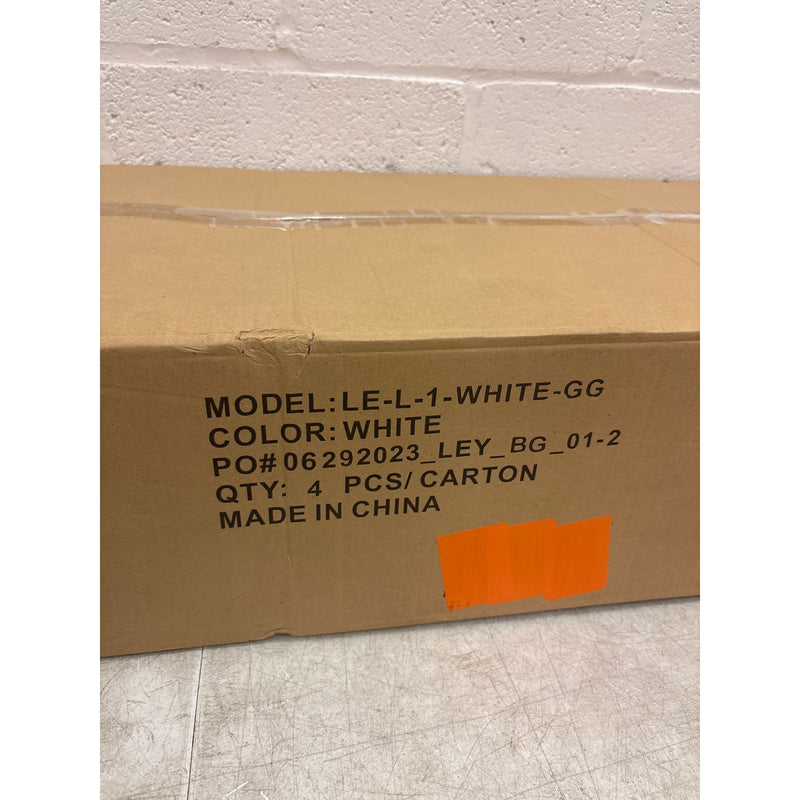 MODEL:LE-L-1-WHITE-GG
COLOR:WHITE
PO#06292023_LEY_BG_01-2
QTY: 4 PCS/CARTON
MADE IN CHINA